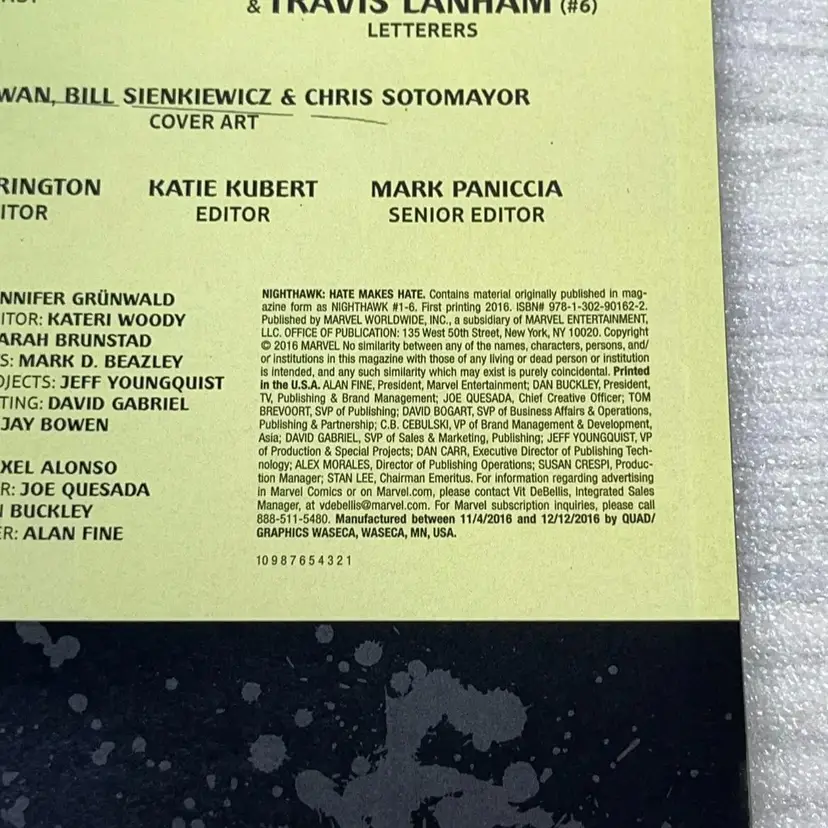 & TRAVIS LANHAM (#6)
LETTERERS
WAN, BILL SIENKIEWICZ & CHRIS SOTOMAYOR
COVER ART
RINGTON
ITOR
KATIE KUBERT
EDITOR
MARK PANICCIA
SENIOR EDITOR
NNIFER GRÜNWALD
ITOR: KATERI WOODY
ARAH BRUNSTAD
S: MARK D. BEAZLEY
OJECTS: JEFF YOUNGQUIST
TING: DAVID GABRIEL
JAY BOWEN
XEL ALONSO
R: JOE QUESADA
N BUCKLEY
ER: ALAN FINE
NIGHTHAWK: HATE MAKES HATE. Contains material originally published in mag-
azine form as NIGHTHAWK #1-6. First printing 2016. ISBN# 978-1-302-90162-2.
Published by MARVEL WORLDWIDE, INC., a subsidiary of MARVEL ENTERTAINMENT,
LLC. OFFICE OF PUBLICATION: 135 West 50th Street, New York, NY 10020. Copyright
© 2016 MARVEL No similarity between any of the names, characters, persons, and/
or institutions in this magazine with those of any living or dead person or institution
is intended, and any such similarity which may exist is purely coincidental. Printed
in the U.S.A. ALAN FINE, President, Marvel Entertainment; DAN BUCKLEY, President,
TV, Publishing & Brand Management; JOE QUESADA, Chief Creative Officer; TOM
BREVOORT, SVP of Publishing; DAVID BOGART, SVP of Business Affairs & Operations,
Publishing & Partnership; C.B. CEBULSKI, VP of Brand Management & Development,
Asia; DAVID GABRIEL, SVP of Sales & Marketing, Publishing; JEFF YOUNGQUIST, VP
of Production & Special Projects; DAN CARR, Executive Director of Publishing Tech-
nology; ALEX MORALES, Director of Publishing Operations; SUSAN CRESPI, Produc-
tion Manager; STAN LEE, Chairman Emeritus. For information regarding advertising
in Marvel Comics or on Marvel.com, please contact Vit DeBellis, Integrated Sales
Manager, at vdebellis@marvel.com. For Marvel subscription inquiries, please call
888-511-5480. Manufactured between 11/4/2016 and 12/12/2016 by QUAD/
GRAPHICS WASECA, WASECA, MN, USA.
10 9 8 7 6 5 4 3 2 1